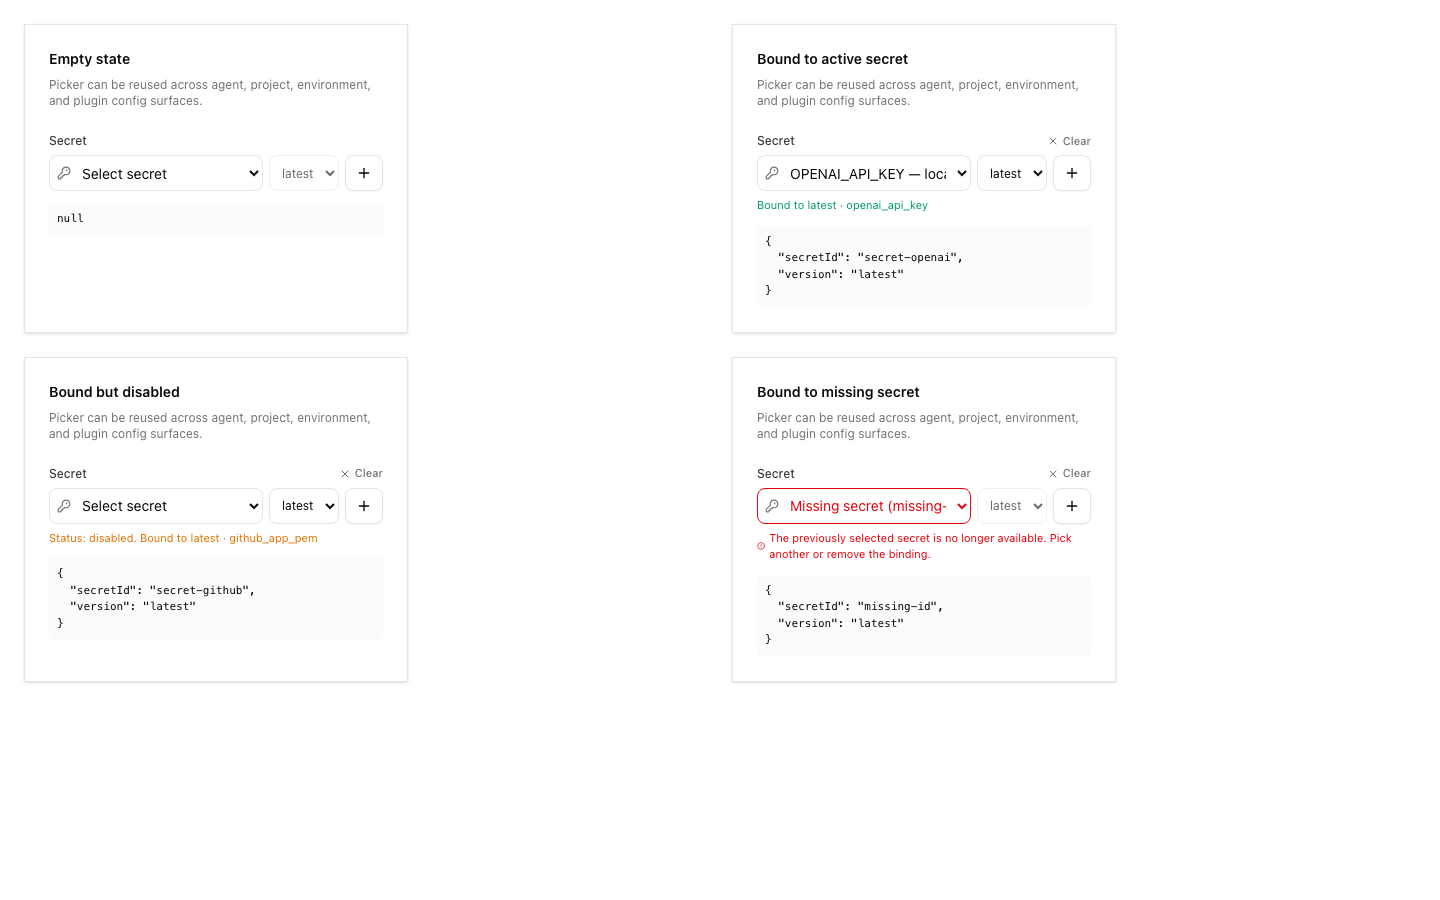 Empty state
Picker can be reused across agent, project, environment,
and plugin config surfaces.
Secret
Select secret
latest
null
Bound to active secret
Picker can be reused across agent, project, environment,
and plugin config surfaces.
Secret
Clear
OPENAI_API_KEY — loca
latest
Bound to latest · openai_api_key
{
  "secretId": "secret-openai",
  "version": "latest"
}
Bound but disabled
Picker can be reused across agent, project, environment,
and plugin config surfaces.
Secret
Clear
Select secret
latest
Status: disabled. Bound to latest · github_app_pem
{
  "secretId": "secret-github",
  "version": "latest"
}
Bound to missing secret
Picker can be reused across agent, project, environment,
and plugin config surfaces.
Secret
Clear
Missing secret (missing-
latest
The previously selected secret is no longer available. Pick
another or remove the binding.
{
  "secretId": "missing-id",
  "version": "latest"
}